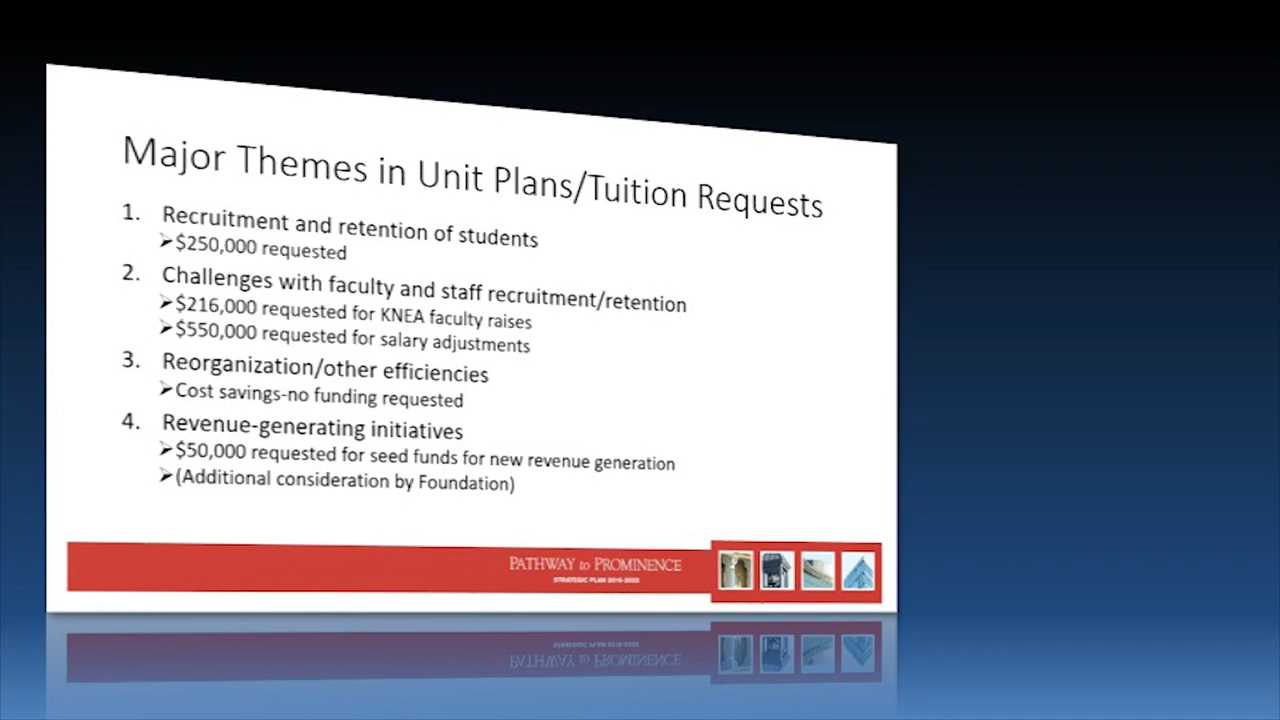 Major Themes in Unit Plans/Tuition Requests
1. Recruitment and retention of students
➢$250,000 requested
2. Challenges with faculty and staff recruitment/retention
➢$216,000 requested for KNEA faculty raises
➢$550,000 requested for salary adjustments
3. Reorganization/other efficiencies
➢Cost savings-no funding requested
4. Revenue-generating initiatives
➢$50,000 requested for seed funds for new revenue generation
➢(Additional consideration by Foundation)
PATHWAY to PROMINENCE
STRATEGIC PLAN